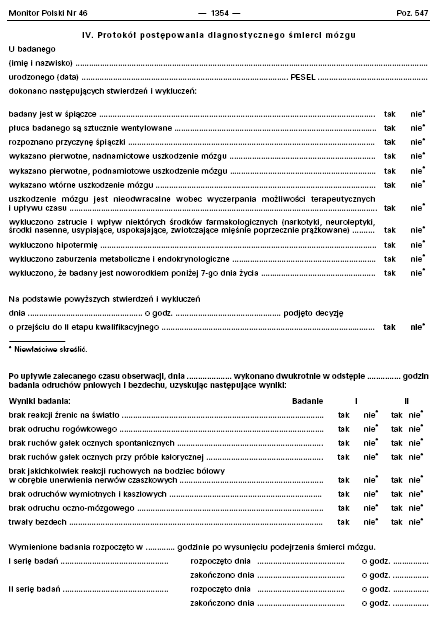 Monitor Polski Nr 46 — 1354 — Poz. 547
IV. Protokół postępowania diagnostycznego śmierci mózgu
U badanego
(imię i nazwisko) ........................................................................
urodzonego (data) ........................................ PESEL ....................
dokonano następujących stwierdzeń i wykluczeń:
badany jest w śpiączce ........................................ tak nie*
płuca badanego są sztucznie wentylowane ........................................ tak nie*
rozpoznano przyczynę śpiączki ........................................ tak nie*
wykazano pierwotne, nadnamiotowe uszkodzenie mózgu ........................................ tak nie*
wykazano pierwotne, podnamiotowe uszkodzenie mózgu ........................................ tak nie*
wykazano wtórne uszkodzenie mózgu ........................................ tak nie*
uszkodzenie mózgu jest nieodwracalne wobec wyczerpania możliwości terapeutycznych
i upływu czasu ........................................ tak nie*
wykluczono zatrucie i wpływ niektórych środków farmakologicznych (narkotyki, neuroleptyki,
środki nasenne, usypiające, uspokajające, zwiotczające mięśnie poprzecznie prążkowane) .......... tak nie*
wykluczono hipotermię ........................................ tak nie*
wykluczono zaburzenia metaboliczne i endokrynologiczne ........................................ tak nie*
wykluczono, że badany jest noworodkiem poniżej 7-go dnia życia ........................................ tak nie*
Na podstawie powyższych stwierdzeń i wykluczeń
dnia ........................................ o godz. ........................................ podjęto decyzję
o przejściu do II etapu kwalifikacyjnego ........................................ tak nie*
* Niewłaściwe skreślić.
Po upływie zalecanego czasu obserwacji, dnia .................... wykonano dwukrotnie w odstępie .............. godzin
badania odruchów pniowych i bezdechu, uzyskując następujące wyniki:
Wyniki badania: Badanie I II
brak reakcji źrenic na światło ........................................ tak nie* tak nie*
brak odruchu rogówkowego ........................................ tak nie* tak nie*
brak ruchów gałek ocznych spontanicznych ........................................ tak nie* tak nie*
brak ruchów gałek ocznych przy próbie kalorycznej ........................................ tak nie* tak nie*
brak jakichkolwiek reakcji ruchowych na bodziec bólowy
w obrębie unerwienia nerwów czaszkowych ........................................ tak nie* tak nie*
brak odruchów wymiotnych i kaszlowych ........................................ tak nie* tak nie*
brak odruchu oczno-mózgowego ........................................ tak nie* tak nie*
trwały bezdech ........................................ tak nie* tak nie*
Wymienione badania rozpoczęto w ............. godzinie po wysunięciu podejrzenia śmierci mózgu.
I serię badań ........................................ rozpoczęto dnia .............................. o godz. ...............
zakończono dnia .............................. o godz. ...............
II serię badań ........................................ rozpoczęto dnia .............................. o godz. ...............
zakończono dnia .............................. o godz. ...............